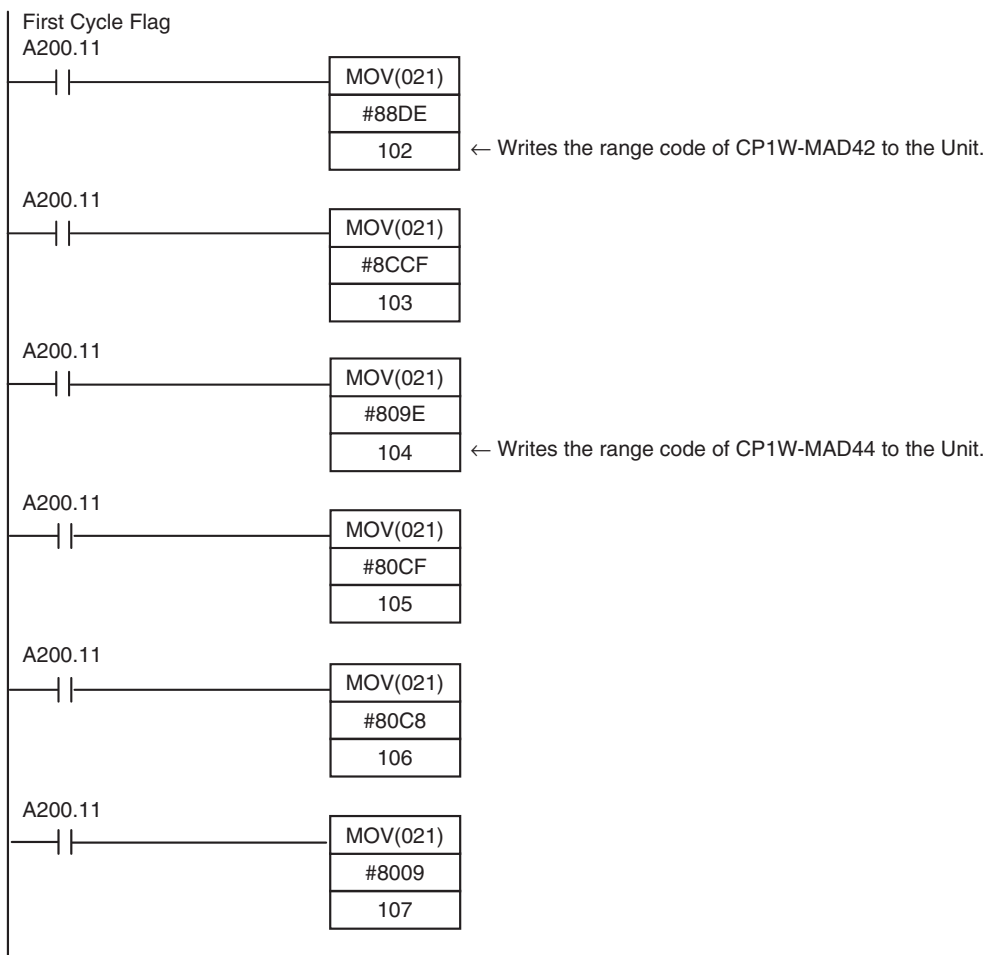 First Cycle Flag
A200.11
MOV(021)
#88DE
102 ← Writes the range code of CP1W-MAD42 to the Unit.
A200.11
MOV(021)
#8CCF
103
A200.11
MOV(021)
#809E
104 ← Writes the range code of CP1W-MAD44 to the Unit.
A200.11
MOV(021)
#80CF
105
A200.11
MOV(021)
#80C8
106
A200.11
MOV(021)
#8009
107